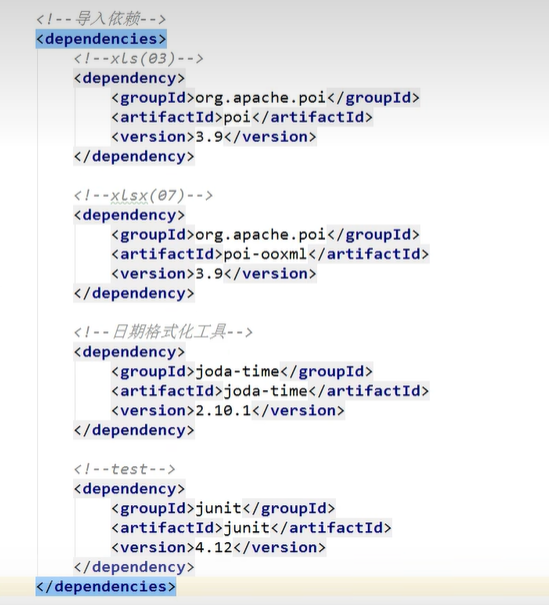 <!--导入依赖-->
<dependencies>
<!--xls(03)-->
<dependency>
<groupId>org.apache.poi</groupId>
<artifactId>poi</artifactId>
<version>3.9</version>
</dependency>
<!--xlsx(07)-->
<dependency>
<groupId>org.apache.poi</groupId>
<artifactId>poi-ooxml</artifactId>
<version>3.9</version>
</dependency>
<!--日期格式化工具-->
<dependency>
<groupId>joda-time</groupId>
<artifactId>joda-time</artifactId>
<version>2.10.1</version>
</dependency>
<!--test-->
<dependency>
<groupId>junit</groupId>
<artifactId>junit</artifactId>
<version>4.12</version>
</dependency>
</dependencies>